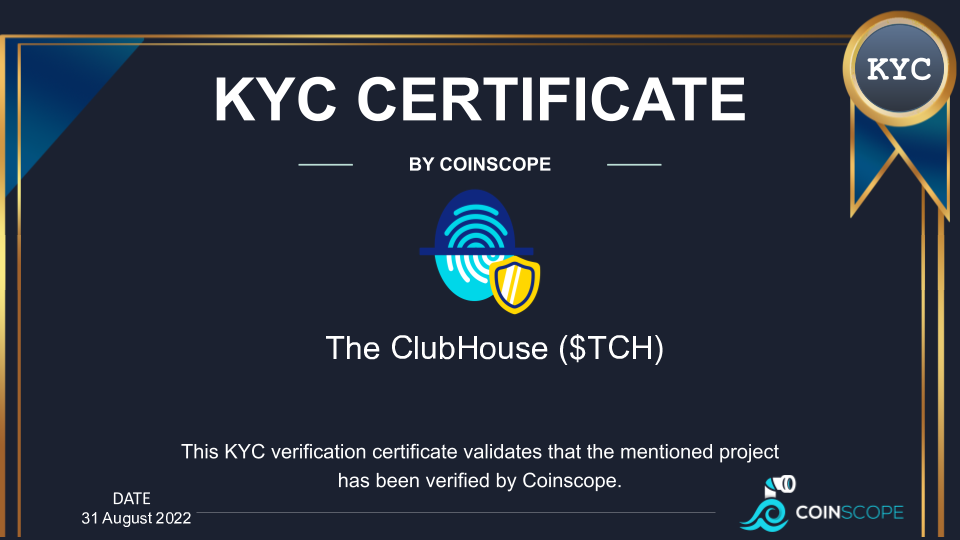 KYC
KYC CERTIFICATE
BY COINSCOPE
The ClubHouse ($TCH)
This KYC verification certificate validates that the mentioned project
has been verified by Coinscope.
DATE
31 August 2022
COINSCOPE